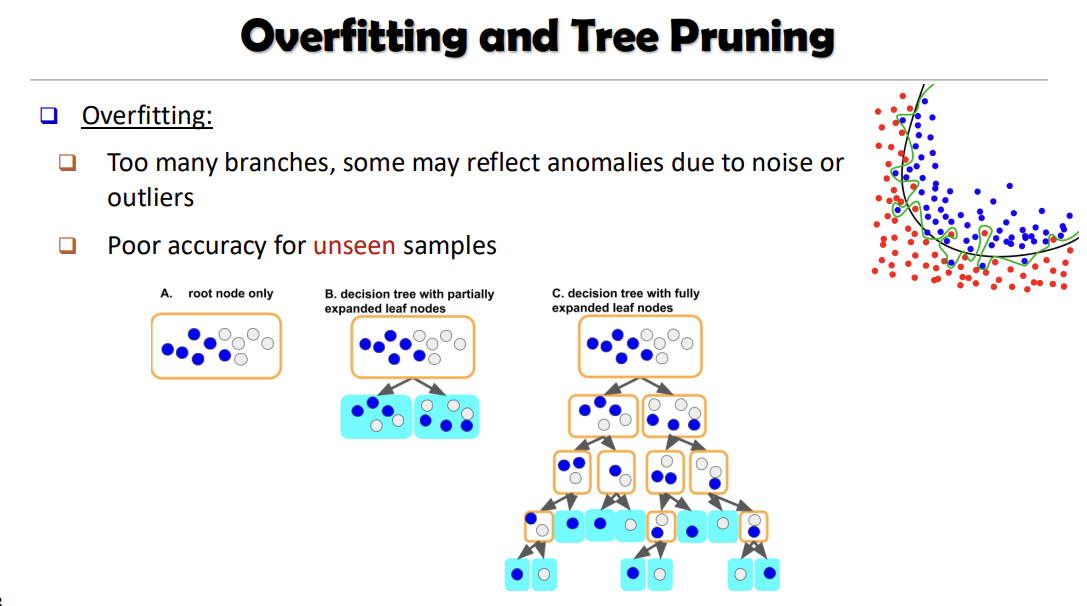 Overfitting and Tree Pruning
Overfitting:
Too many branches, some may reflect anomalies due to noise or
outliers
Poor accuracy for unseen samples
A. root node only
B. decision tree with partially
expanded leaf nodes
C. decision tree with fully
expanded leaf nodes